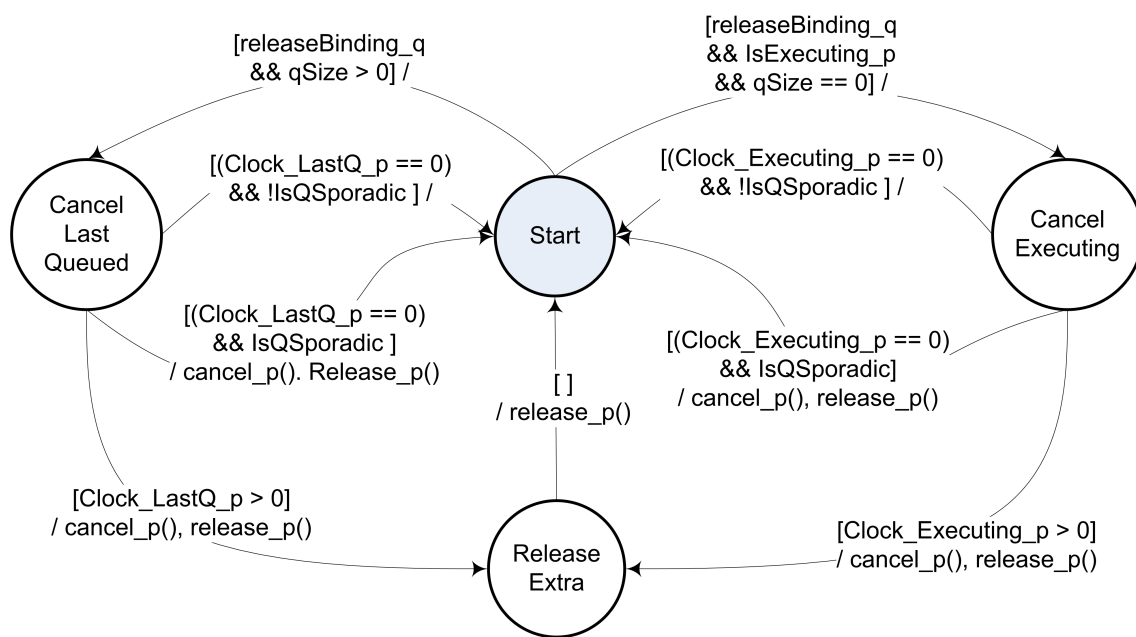 [releaseBinding_q
&& qSize > 0] /
[releaseBinding_q
&& IsExecuting_p
&& qSize == 0] /
[(Clock_LastQ_p == 0)
&& !IsQSporadic ] /
[(Clock_Executing_p == 0)
&& !IsQSporadic ] /
Cancel
Last
Queued
Start
Cancel
Executing
[(Clock_LastQ_p == 0)
&& IsQSporadic ]
/ cancel_p(). Release_p()
[(Clock_Executing_p == 0)
&& IsQSporadic]
/ cancel_p(), release_p()
[ ]
/ release_p()
[Clock_LastQ_p > 0]
/ cancel_p(), release_p()
[Clock_Executing_p > 0]
/ cancel_p(), release_p()
Release
Extra